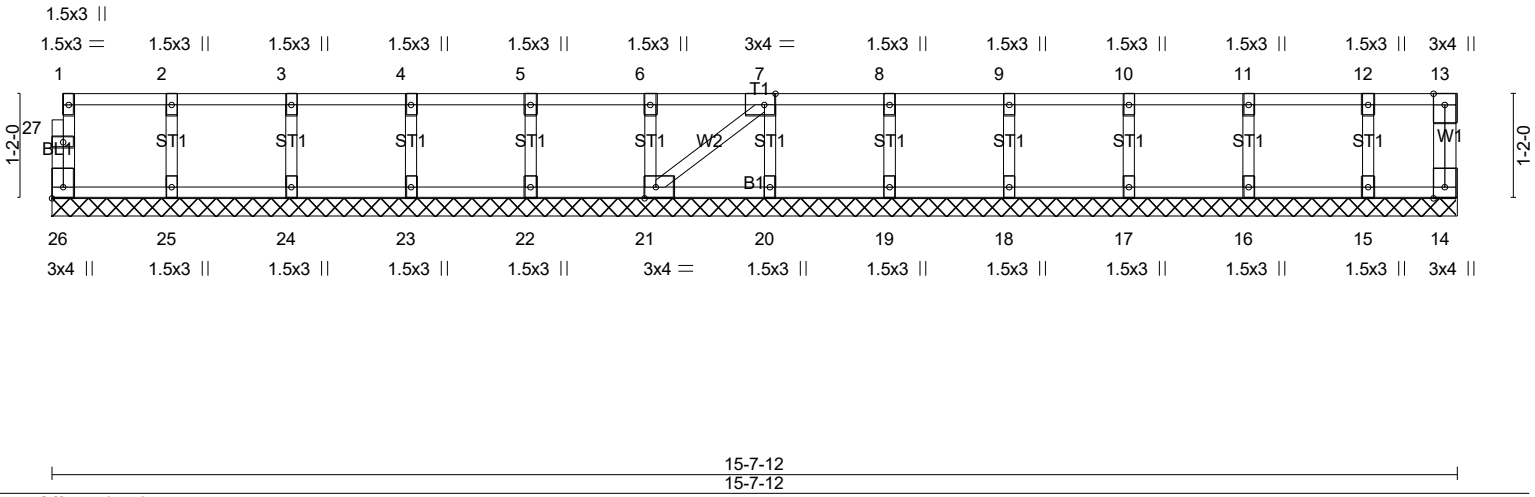 1.5x3 ||
1.5x3 = 1.5x3 || 1.5x3 || 1.5x3 || 1.5x3 || 1.5x3 || 3x4 = 1.5x3 || 1.5x3 || 1.5x3 || 1.5x3 || 1.5x3 || 3x4 ||
1 2 3 4 5 6 7 8 9 10 11 12 13
T1
1-2-0 27 BL1 ST1 ST1 ST1 ST1 ST1 W2 ST1 ST1 ST1 ST1 ST1 ST1 W1 1-2-0
B1
26 25 24 23 22 21 20 19 18 17 16 15 14
3x4 || 1.5x3 || 1.5x3 || 1.5x3 || 1.5x3 || 3x4 = 1.5x3 || 1.5x3 || 1.5x3 || 1.5x3 || 1.5x3 || 1.5x3 || 3x4 ||
15-7-12
15-7-12